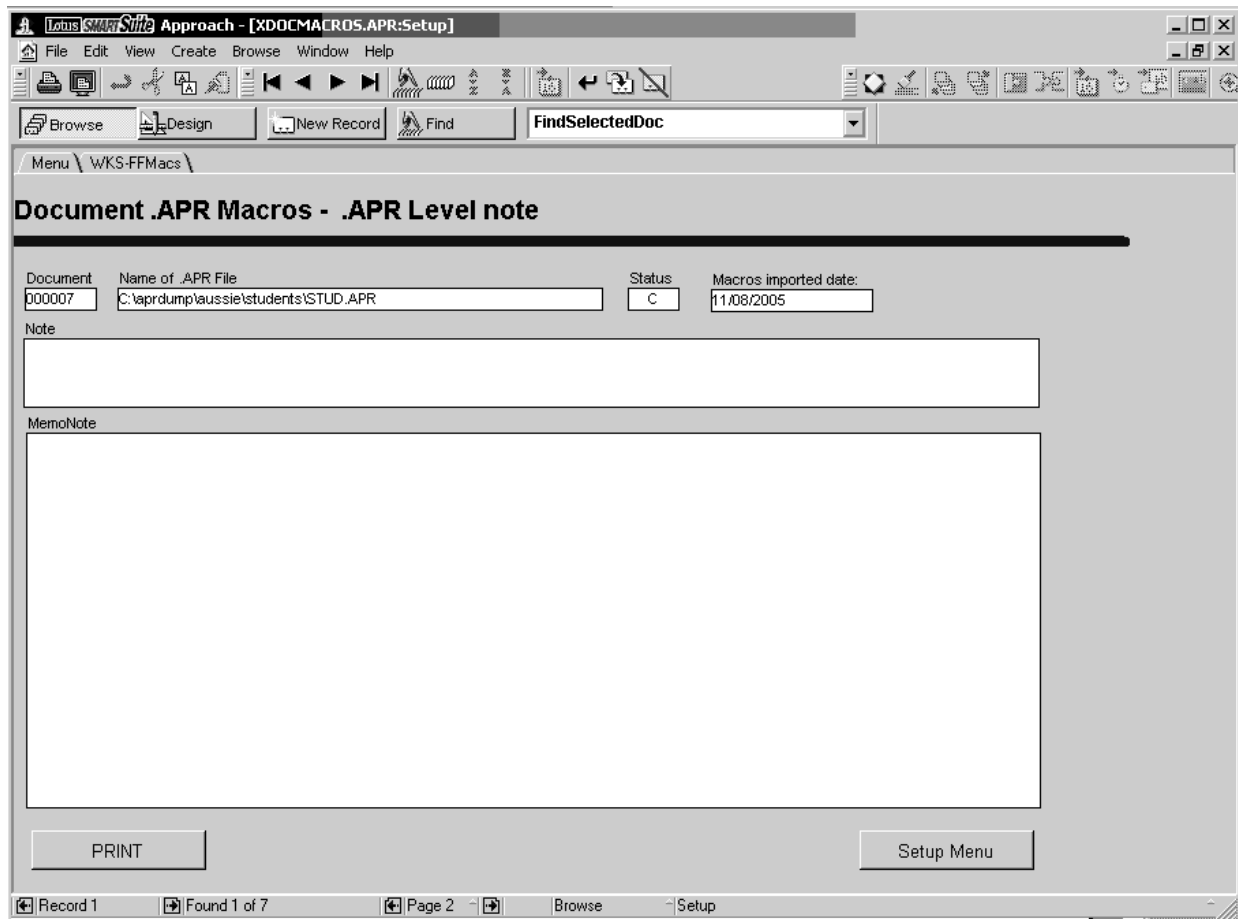 Lotus SMARTSuite Approach - [XDOCMACROS.APR:Setup]
File Edit View Create Browse Window Help
Browse Design New Record Find FindSelectedDoc
Menu WKS-FFMacs
Document .APR Macros - .APR Level note
Document Name of .APR File Status Macros imported date:
000007 C:\aprdump\aussie\students\STUD.APR C 11/08/2005
Note
MemoNote
PRINT Setup Menu
Record 1 Found 1 of 7 Page 2 Browse Setup